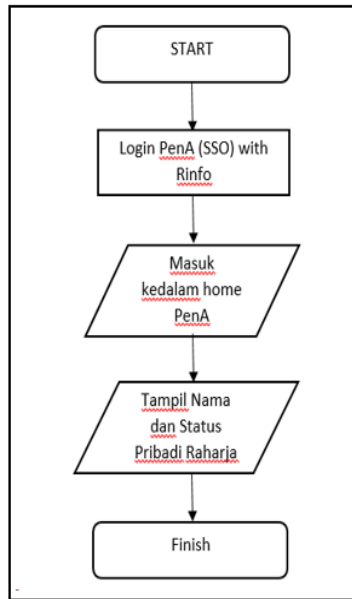 START
Login PenA (SSO) with
Rinfo
Masuk
kedalam home
PenA
Tampil Nama
dan Status
Pribadi Raharja
Finish